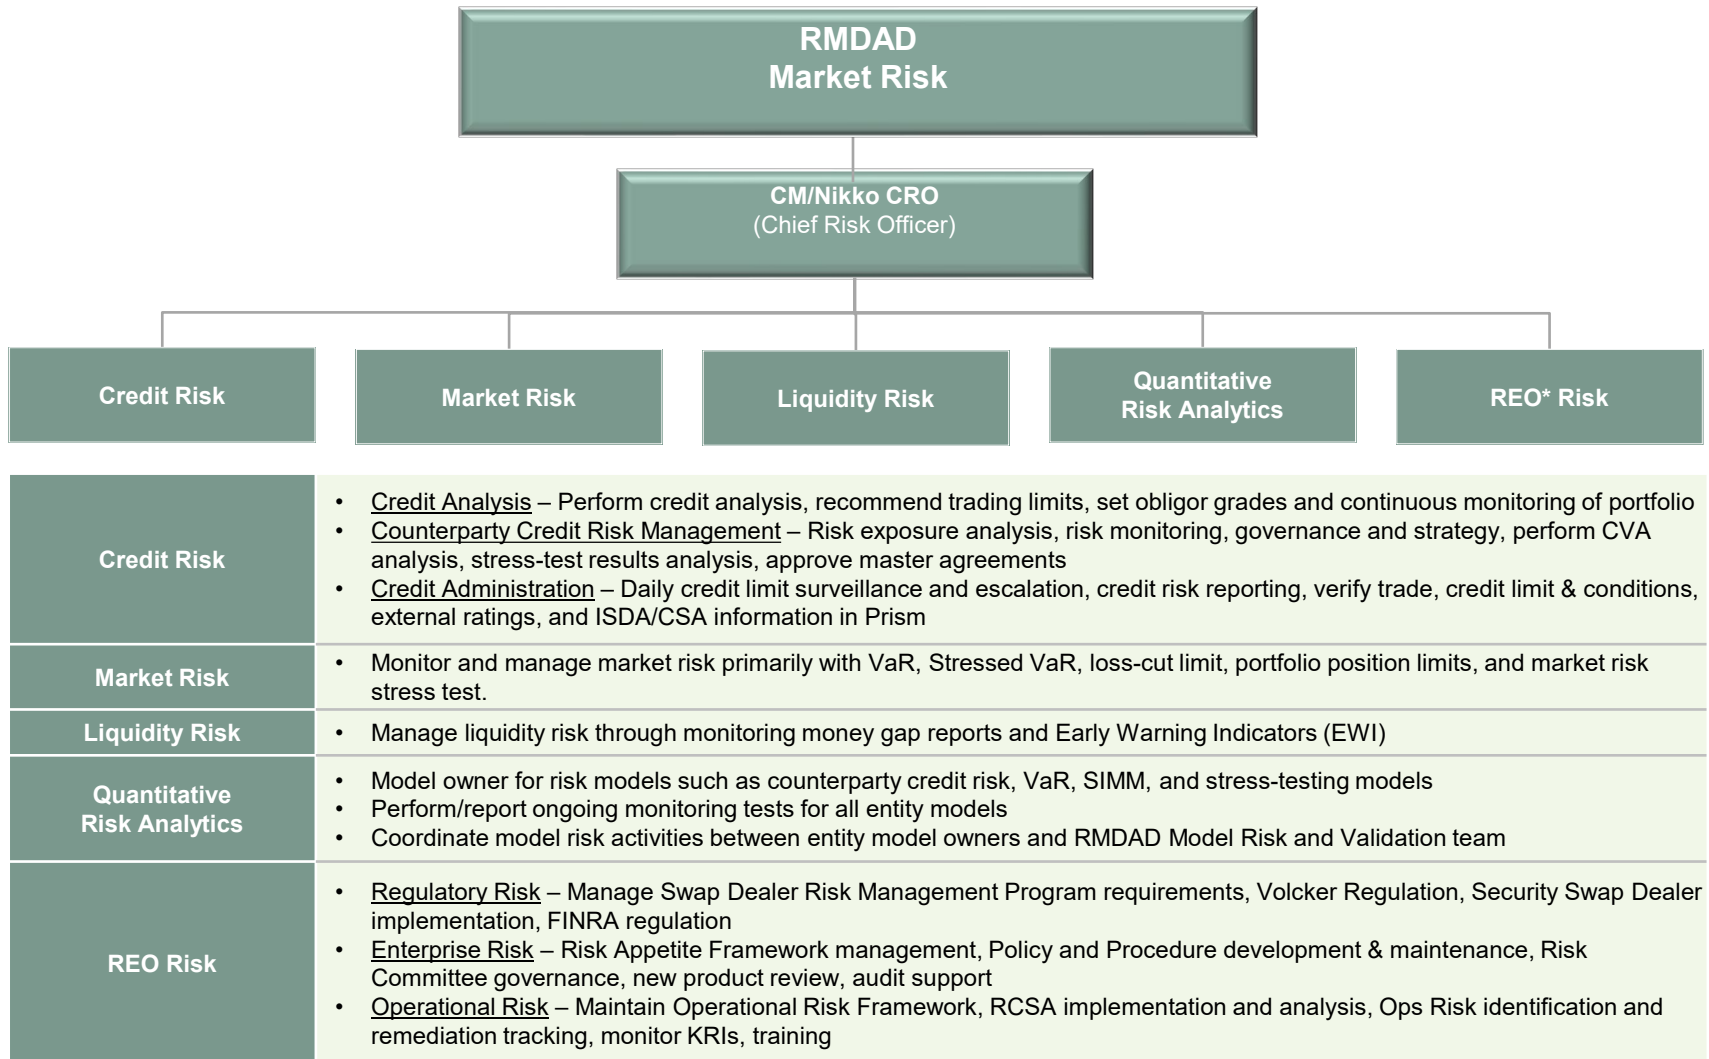 RMDAD
Market Risk
CM/Nikko CRO
(Chief Risk Officer)
Credit Risk
Market Risk
Liquidity Risk
Quantitative
Risk Analytics
REO* Risk
Credit Risk
• Credit Analysis – Perform credit analysis, recommend trading limits, set obligor grades and continuous monitoring of portfolio
• Counterparty Credit Risk Management – Risk exposure analysis, risk monitoring, governance and strategy, perform CVA
analysis, stress-test results analysis, approve master agreements
• Credit Administration – Daily credit limit surveillance and escalation, credit risk reporting, verify trade, credit limit & conditions,
external ratings, and ISDA/CSA information in Prism
Market Risk
• Monitor and manage market risk primarily with VaR, Stressed VaR, loss-cut limit, portfolio position limits, and market risk
stress test.
Liquidity Risk
• Manage liquidity risk through monitoring money gap reports and Early Warning Indicators (EWI)
Quantitative
Risk Analytics
• Model owner for risk models such as counterparty credit risk, VaR, SIMM, and stress-testing models
• Perform/report ongoing monitoring tests for all entity models
• Coordinate model risk activities between entity model owners and RMDAD Model Risk and Validation team
REO Risk
• Regulatory Risk – Manage Swap Dealer Risk Management Program requirements, Volcker Regulation, Security Swap Dealer
implementation, FINRA regulation
• Enterprise Risk – Risk Appetite Framework management, Policy and Procedure development & maintenance, Risk
Committee governance, new product review, audit support
• Operational Risk – Maintain Operational Risk Framework, RCSA implementation and analysis, Ops Risk identification and
remediation tracking, monitor KRIs, training